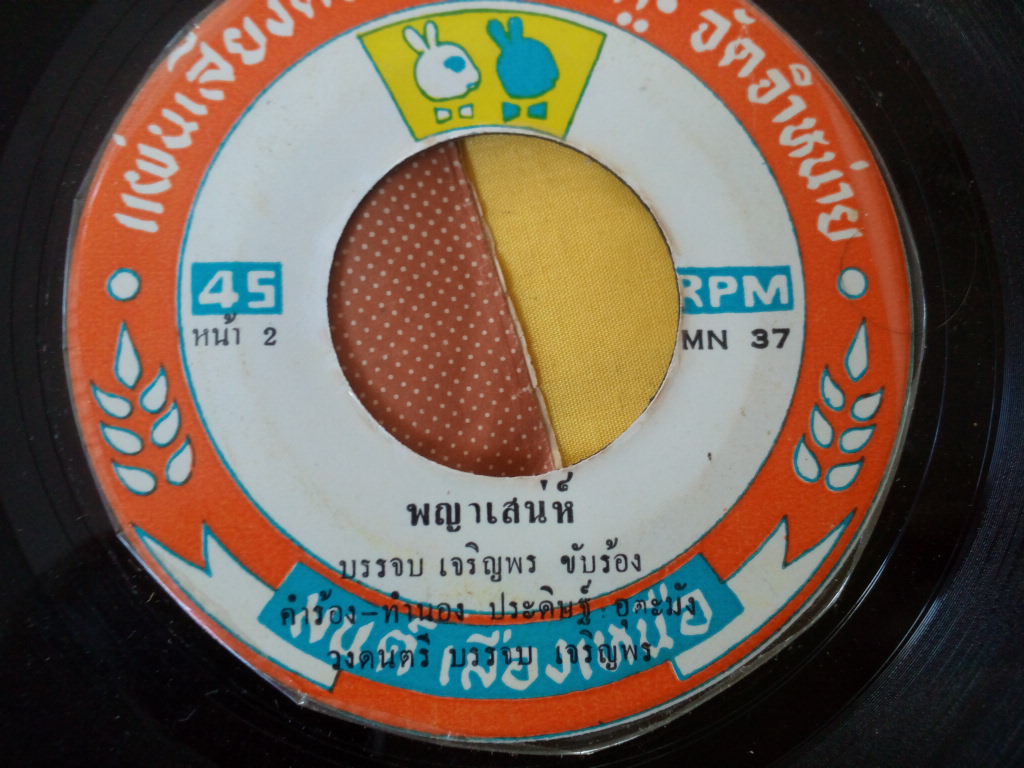 แผ่นเสียง
จัดจำหน่าย
45 RPM
หน้า 2 MN 37
พญาเสน่ห์
บรรจบ เจริญพร ขับร้อง
คำร้อง-ทำนอง ประดิษฐ์ อุตะมัง
วงดนตรี บรรจบ เจริญพร
มนต์เสียงเหนือ